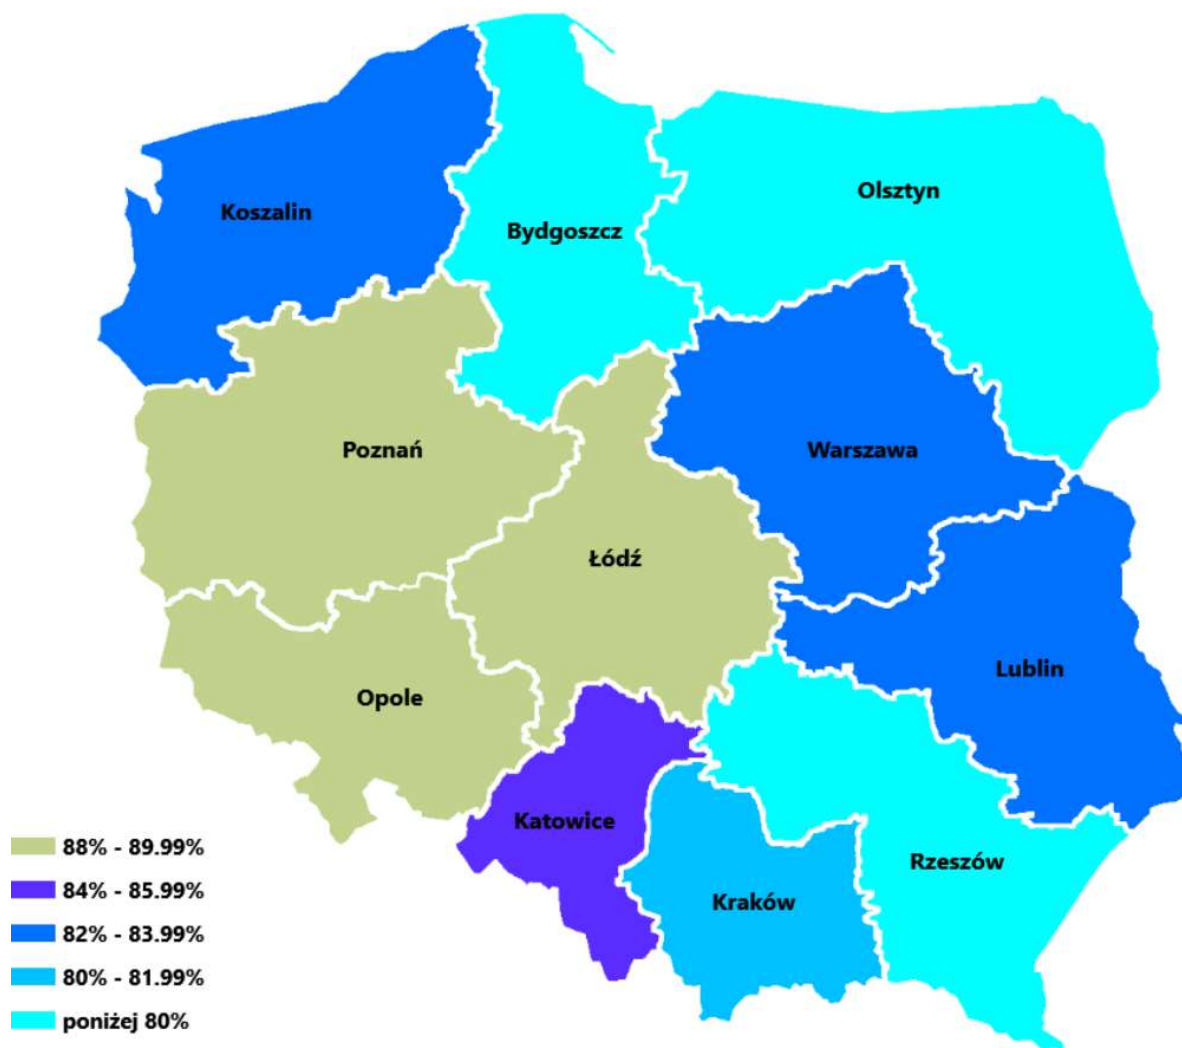 Olsztyn
Koszalin
Bydgoszcz
Poznań
Warszawa
Łódź
Lublin
Opole
Katowice
Rzeszów
Kraków
88% - 89.99%
84% - 85.99%
82% - 83.99%
80% - 81.99%
poniżej 80%